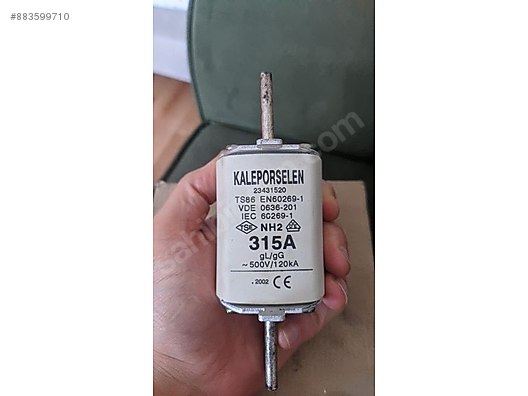 #883599710
KALEPORSELEN
23431520
TS86 EN60269-1
VDE 0636-201
IEC 60269-1
TSE NH2
315A
gL/gG
~500V/120kA
.2002 CE